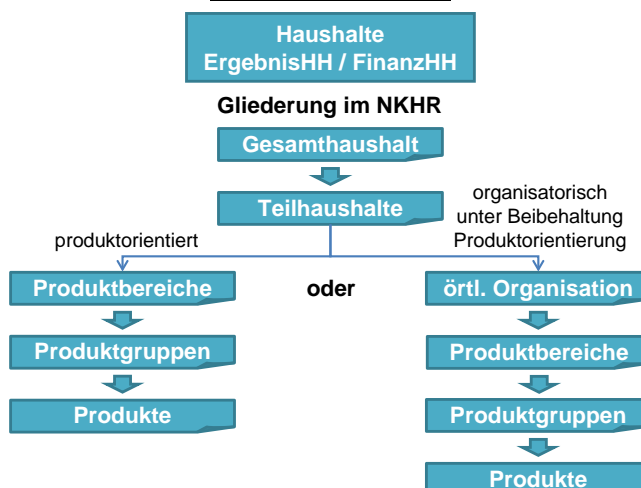 Haushalte
ErgebnisHH / FinanzHH
Gliederung im NKHR
Gesamthaushalt
Teilhaushalte
organisatorisch
unter Beibehaltung
Produktorientierung
produktorientiert
Produktbereiche
oder
örtl. Organisation
Produktgruppen
Produktbereiche
Produkte
Produktgruppen
Produkte